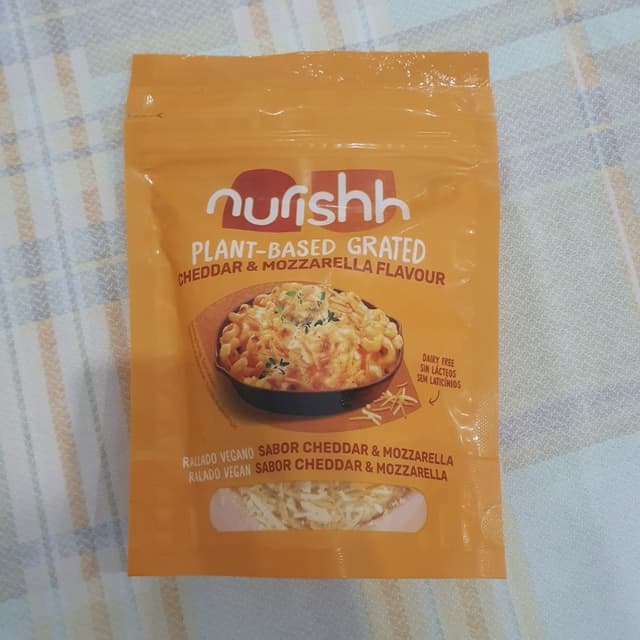 nurishh
PLANT-BASED GRATED
CHEDDAR & MOZZARELLA FLAVOUR
DAIRY FREE
SIN LÁCTEOS
SEM LATICÍNIOS
RALLADO VEGANO SABOR CHEDDAR & MOZZARELLA
RALADO VEGAN SABOR CHEDDAR & MOZZARELLA